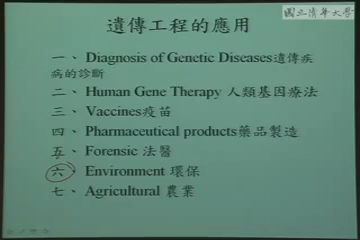 國立清華大學
遺傳工程的應用
一、Diagnosis of Genetic Diseases遺傳疾
病的診斷
二、Human Gene Therapy 人類基因療法
三、Vaccines疫苗
四、Pharmaceutical products藥品製造
五、Forensic 法醫
六、Environment 環保
七、Agricultural 農業